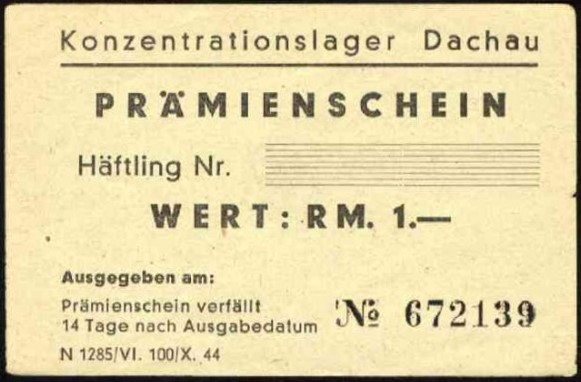 Konzentrationslager Dachau
PRÄMIENSCHEIN
Häftling Nr.
WERT: RM. 1.—
Ausgegeben am:
Prämienschein verfällt
14 Tage nach Ausgabedatum
№ 672139
N 1285/VI. 100/X. 44